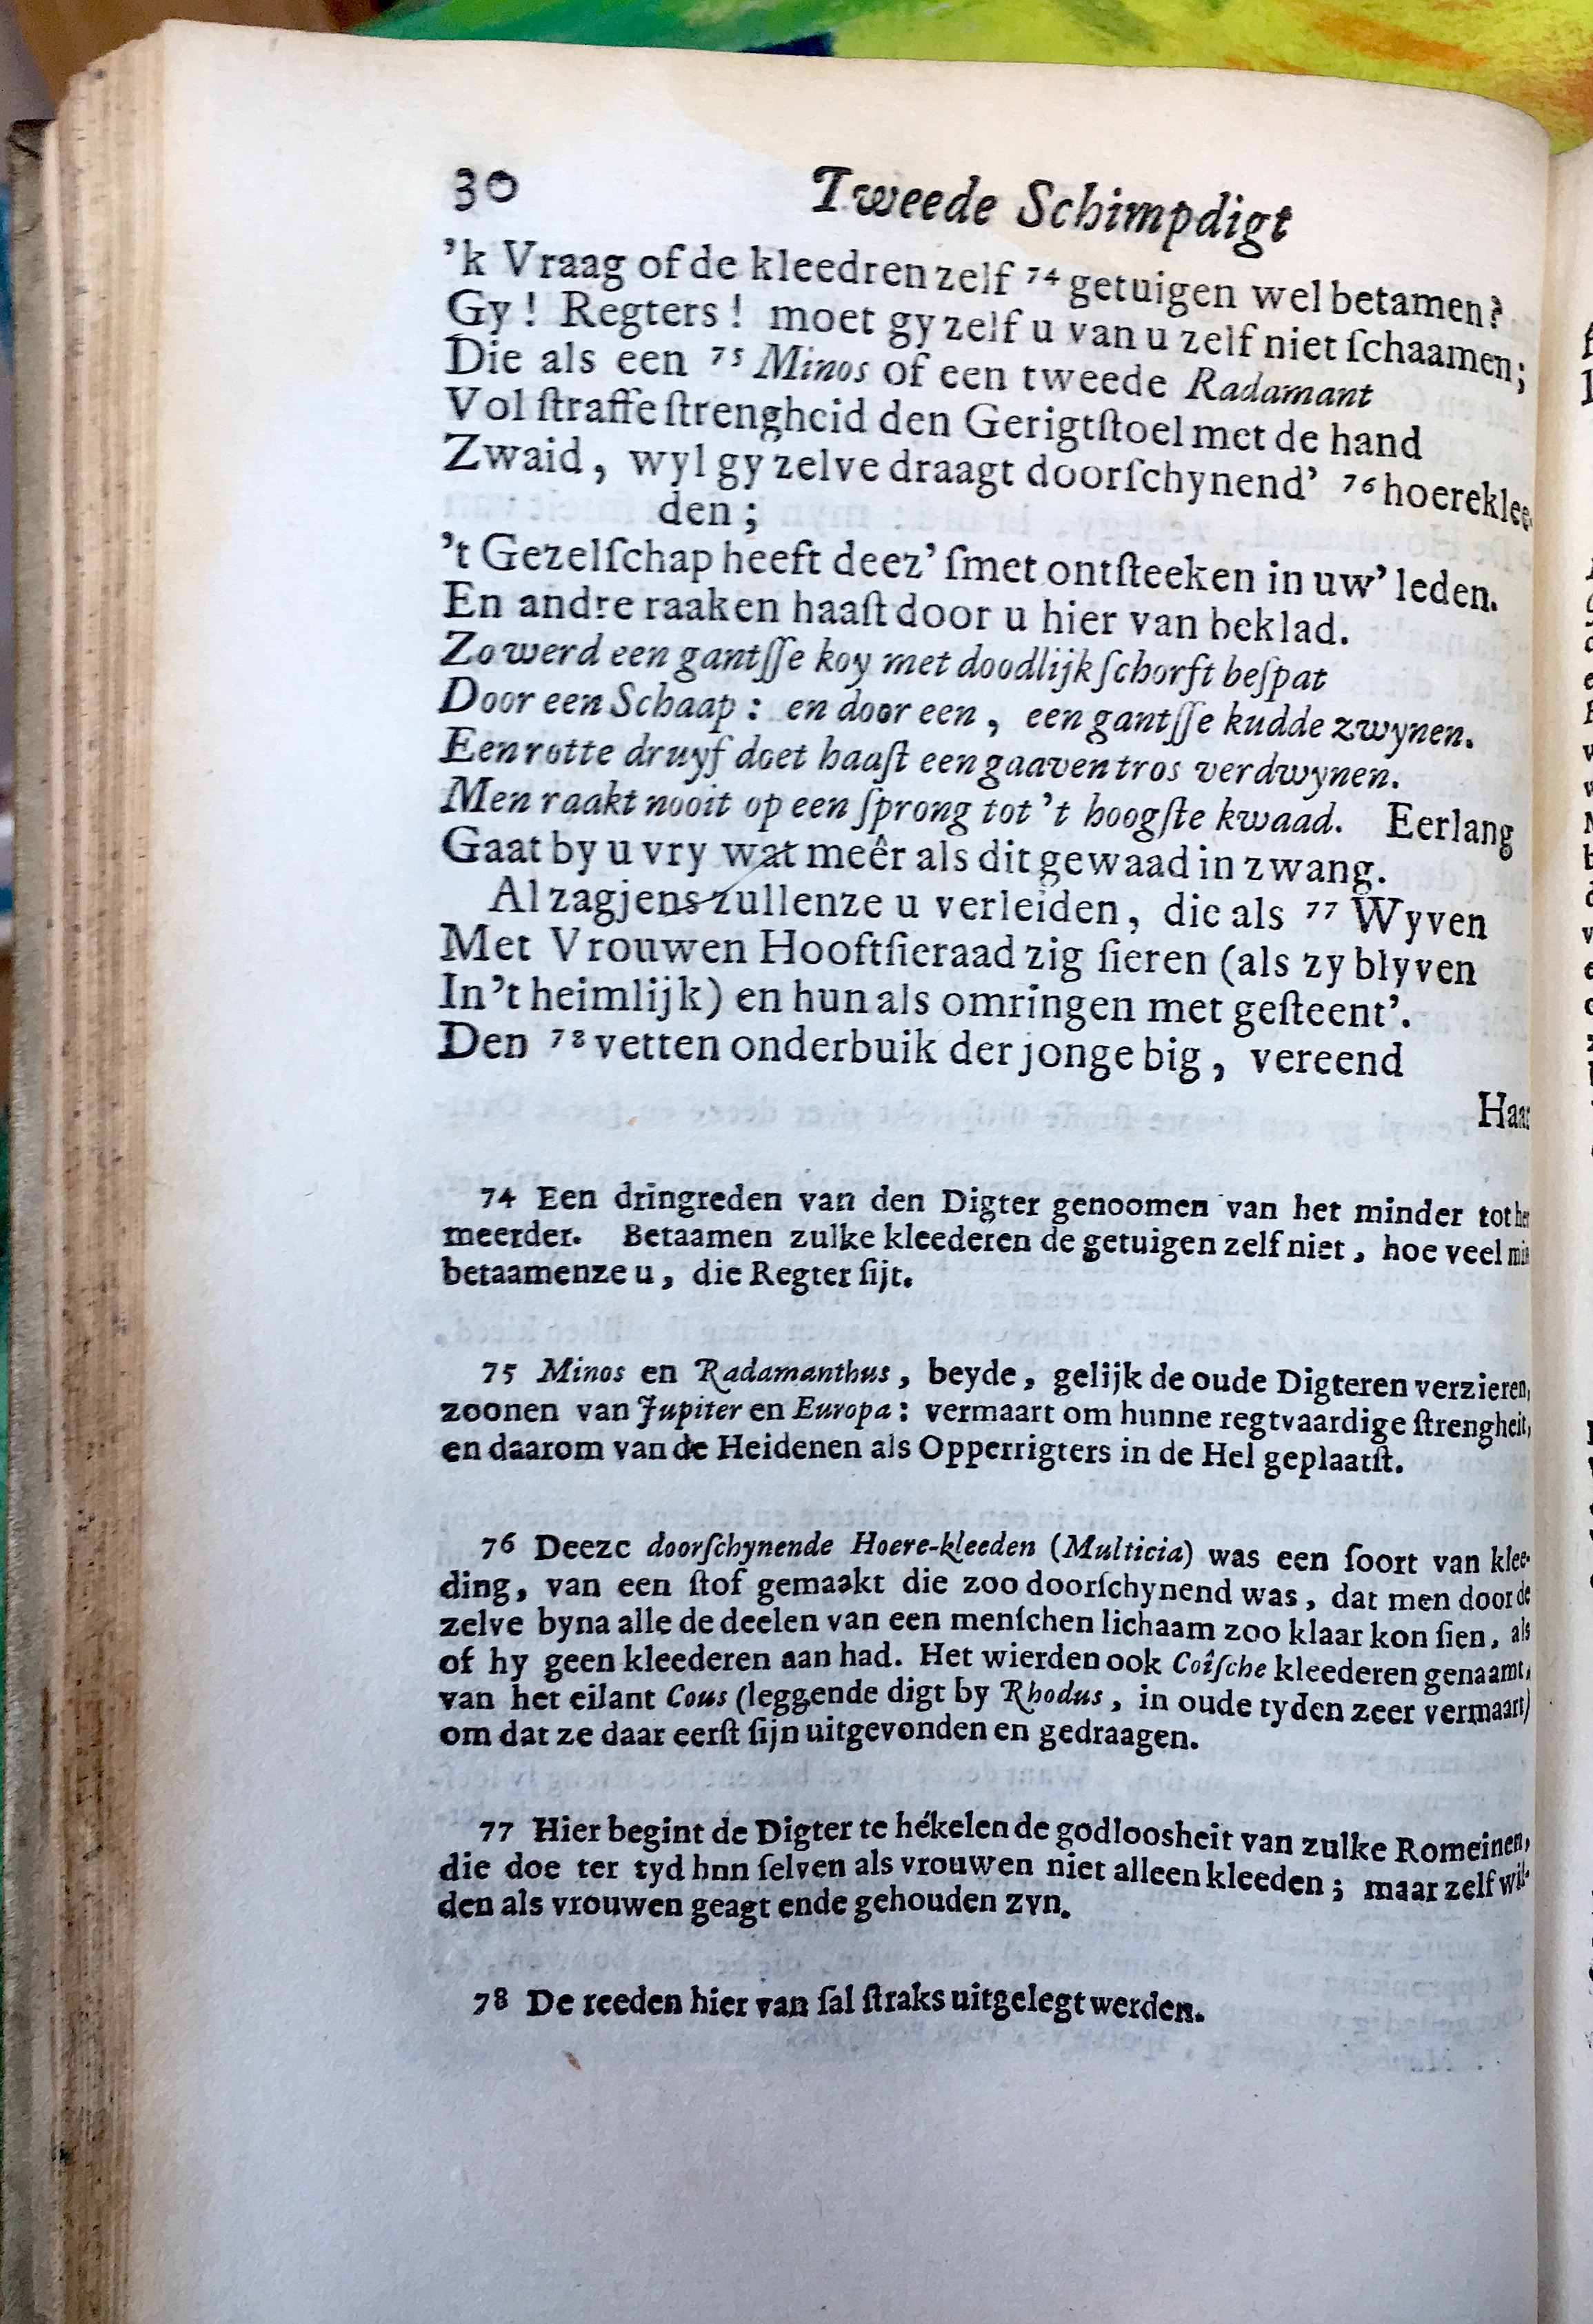 30 Tweede Schimpdigt
'k Vraag of de kleedren zelf 74 getuigen wel betamen?
Gy! Regters! moet gy zelf u van u zelf niet ſchaamen;
Die als een 75 Minos of een tweede Radamant
Vol ſtraffe ſtrengheid den Gerigtſtoel met de hand
Zwaid, wyl gy zelve draagt doorſchynend' 76 hoereklee-
den;
't Gezelſchap heeft deez' ſmet ontſteeken in uw' leden.
En andre raaken haaſt door u hier van beklad.
Zo werd een gantſſe koy met doodlijk ſchorft beſpat
Door een Schaap: en door een, een gantſſe kudde zwynen.
Een rotte druyf doet haaſt een gaaven tros verdwynen.
Men raakt nooit op een ſprong tot 't hoogſte kwaad. Eerlang
Gaat by u vry wat meêr als dit gewaad in zwang.
Al zagjens zullenze u verleiden, die als 77 Wyven
Met Vrouwen Hooftſieraad zig ſieren (als zy blyven
In 't heimlijk) en hun als omringen met geſteent'.
Den 78 vetten onderbuik der jonge big, vereend
Haar
74 Een dringreden van den Digter genoomen van het minder tot het
meerder. Betaamen zulke kleederen de getuigen zelf niet, hoe veel min
betaamenze u, die Regter ſijt.
75 Minos en Radamanthus, beyde, gelijk de oude Digteren verzieren,
zoonen van Jupiter en Europa: vermaart om hunne regtvaardige ſtrengheit,
en daarom van de Heidenen als Opperrigters in de Hel geplaatſt.
76 Deeze doorſchynende Hoere-kleeden (Multicia) was een ſoort van klee-
ding, van een ſtof gemaakt die zoo doorſchynend was, dat men door de
zelve byna alle de deelen van een menſchen lichaam zoo klaar kon ſien, als
of hy geen kleederen aan had. Het wierden ook Coîſche kleederen genaamt,
van het eilant Cous (leggende digt by Rhodus, in oude tyden zeer vermaart)
om dat ze daar eerſt ſijn uitgevonden en gedraagen.
77 Hier begint de Digter te hékelen de godloosheit van zulke Romeinen,
die doe ter tyd hnn ſelven als vrouwen niet alleen kleeden; maar zelf wil-
den als vrouwen geagt ende gehouden zyn.
78 De reeden hier van ſal ſtraks uitgelegt werden.